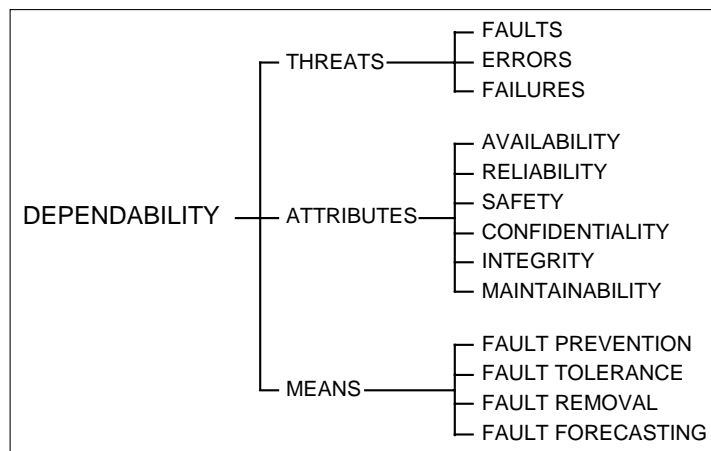 DEPENDABILITY
THREATS
FAULTS
ERRORS
FAILURES
ATTRIBUTES
AVAILABILITY
RELIABILITY
SAFETY
CONFIDENTIALITY
INTEGRITY
MAINTAINABILITY
MEANS
FAULT PREVENTION
FAULT TOLERANCE
FAULT REMOVAL
FAULT FORECASTING